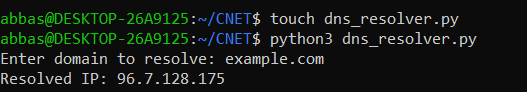 abbas@DESKTOP-26A9125:~/CNET$ touch dns_resolver.py
abbas@DESKTOP-26A9125:~/CNET$ python3 dns_resolver.py
Enter domain to resolve: example.com
Resolved IP: 96.7.128.175